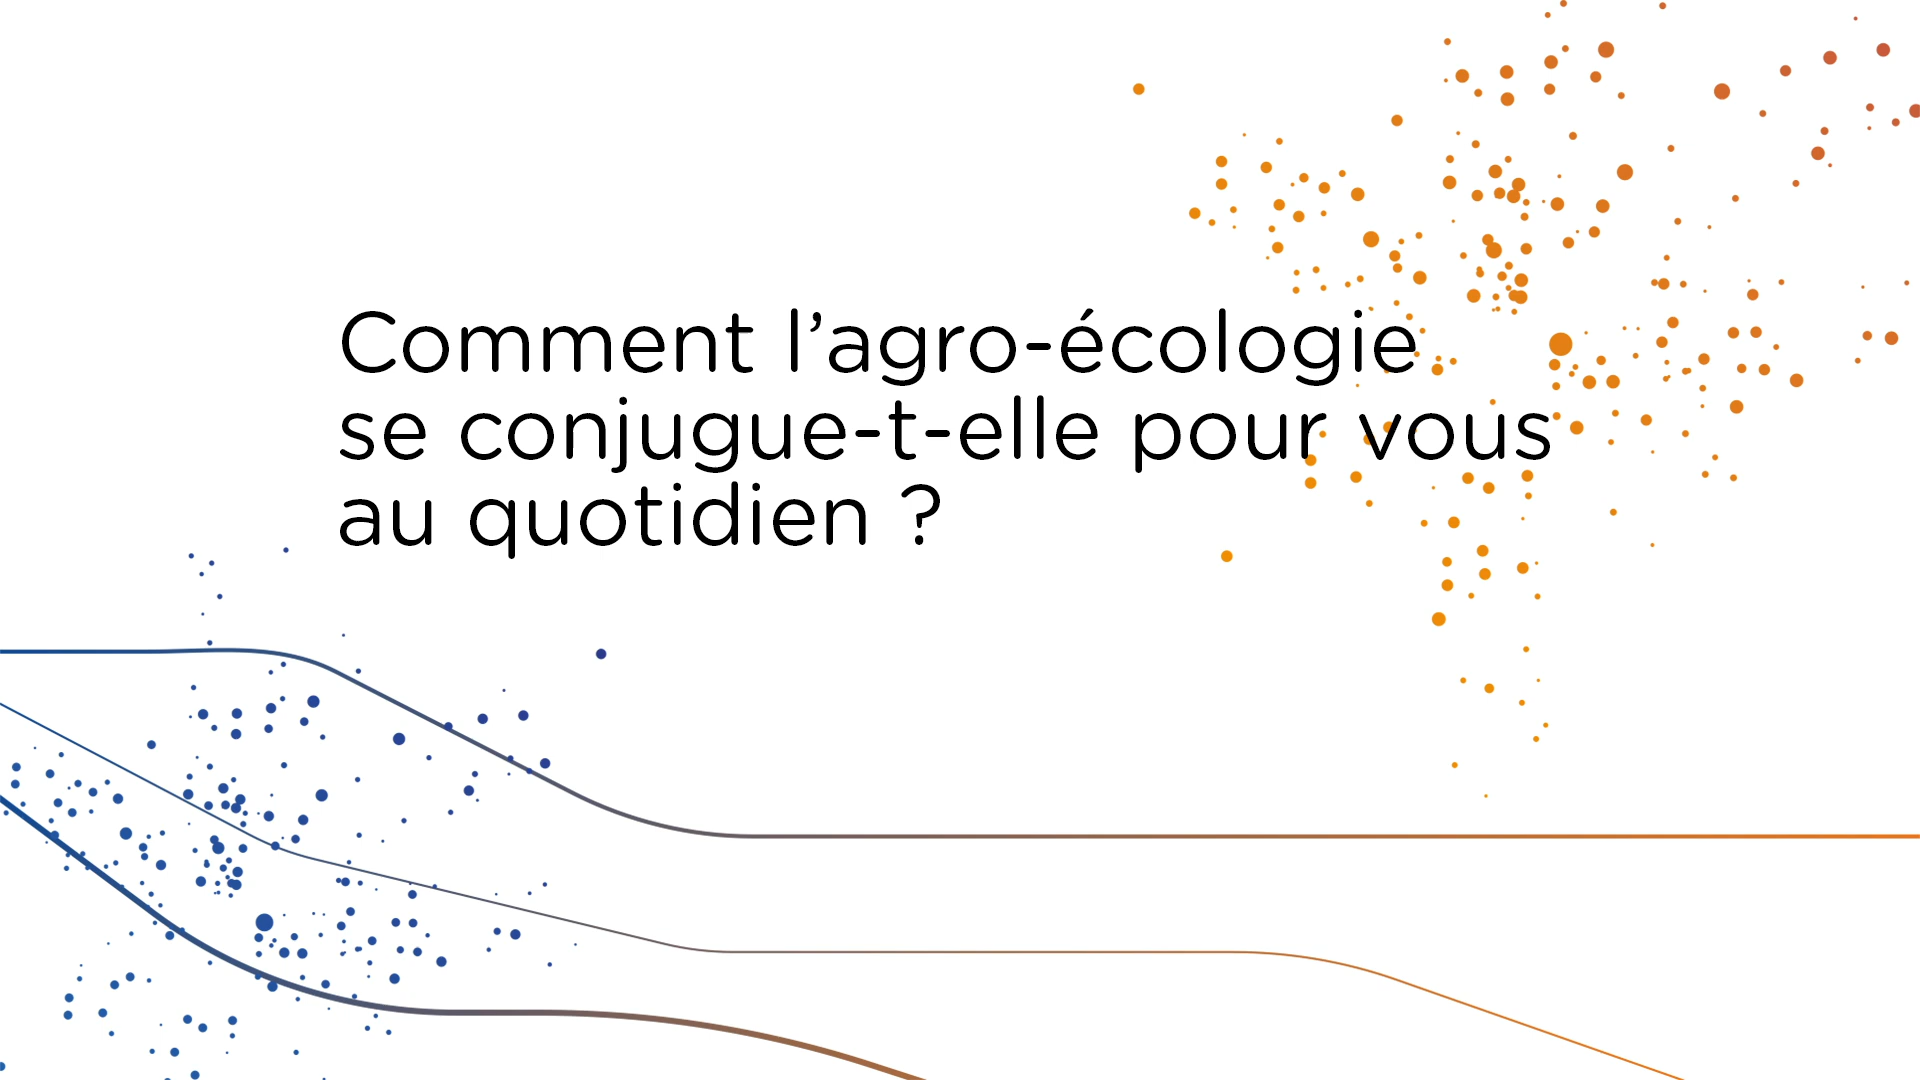 Comment l’agro-écologie
se conjugue-t-elle pour vous
au quotidien ?